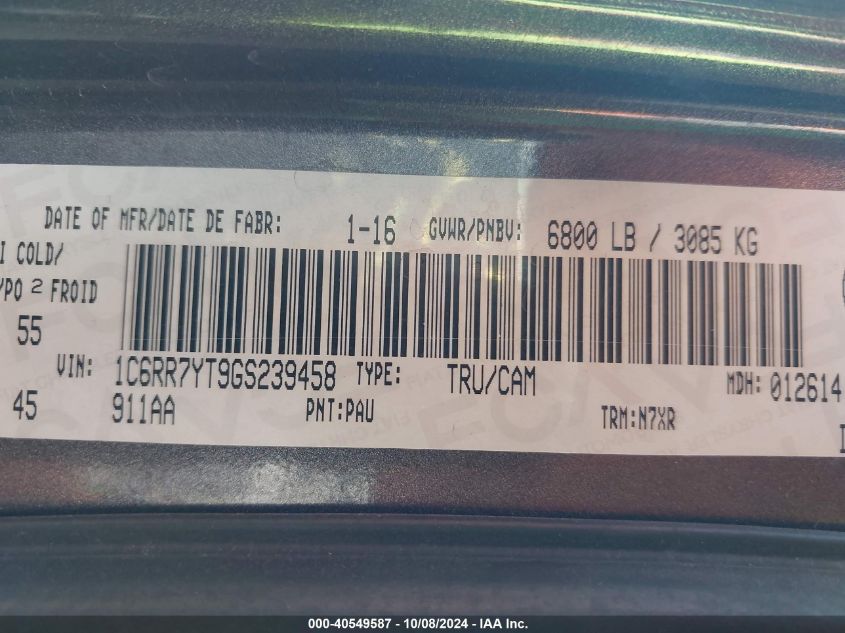 DATE OF MFR/DATE DE FABR: 1-16 GVWR/PNBV: 6800 LB / 3085 KG
I COLD/
/PO 2 FROID
55
VIN: 1C6RR7YT9GS239458 TYPE: TRU/CAM MDH: 012614
45 911AA PNT:PAU TRM:N7XR
000-40549587 - 10/08/2024 - IAA Inc.